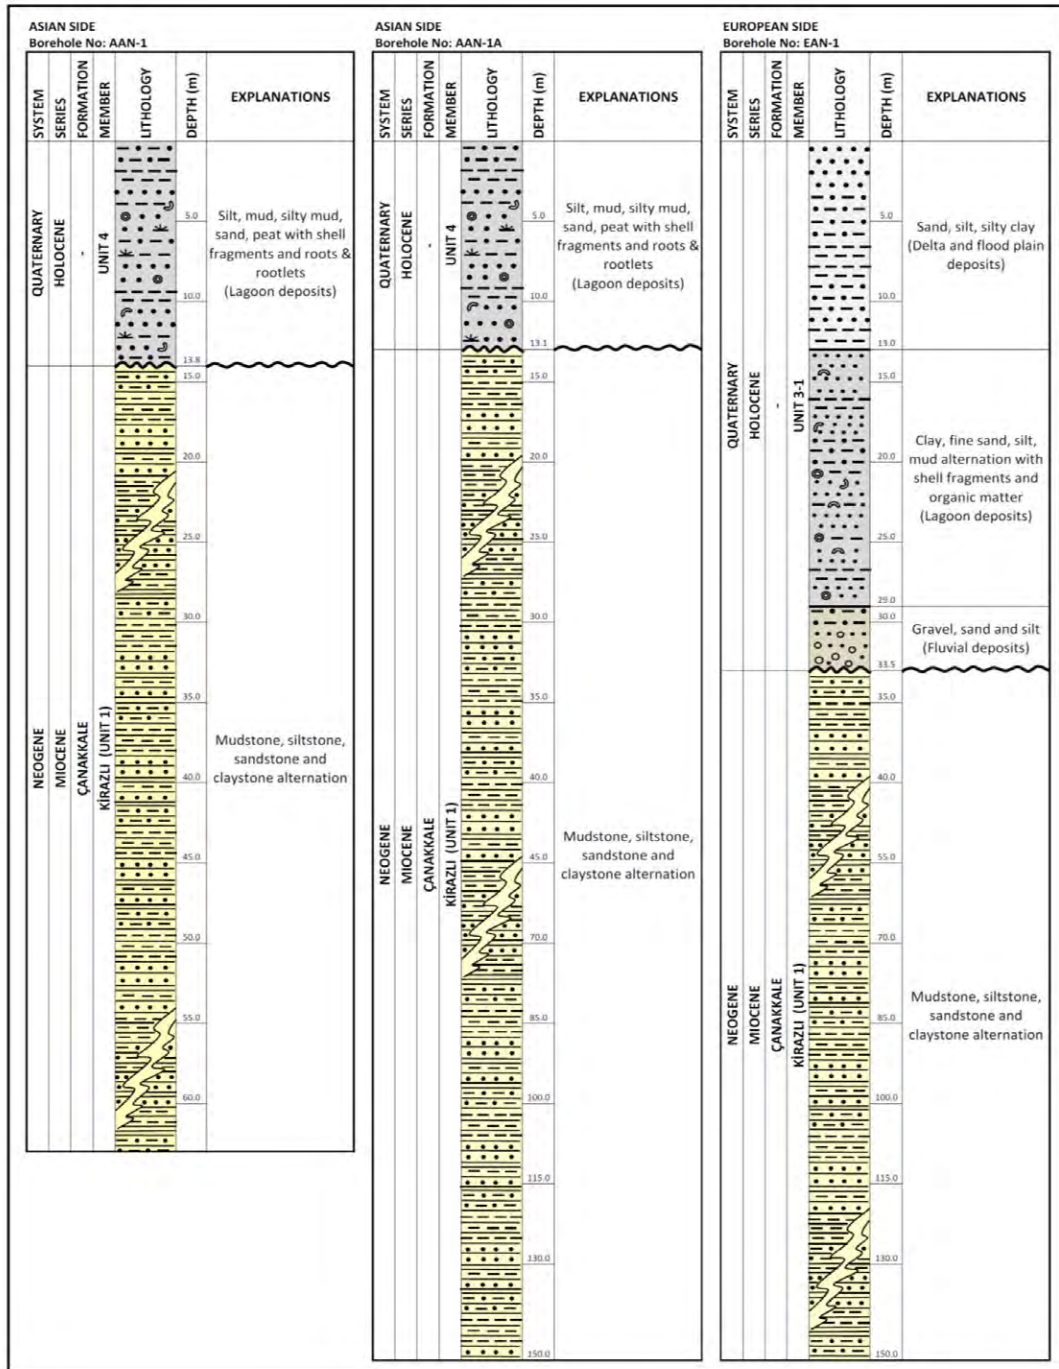 ASIAN SIDE
Borehole No: AAN-1
SYSTEM
SERIES
FORMATION
MEMBER
LITHOLOGY
DEPTH (m)
EXPLANATIONS
QUATERNARY
HOLOCENE
-
UNIT 4
5.0
10.0
13.8
Silt, mud, silty mud,
sand, peat with shell
fragments and roots &
rootlets
(Lagoon deposits)
NEOGENE
MIOCENE
ÇANAKKALE
KİRAZLI (UNIT 1)
15.0
20.0
25.0
30.0
35.0
40.0
45.0
50.0
55.0
60.0
Mudstone, siltstone,
sandstone and
claystone alternation
ASIAN SIDE
Borehole No: AAN-1A
SYSTEM
SERIES
FORMATION
MEMBER
LITHOLOGY
DEPTH (m)
EXPLANATIONS
QUATERNARY
HOLOCENE
-
UNIT 4
5.0
10.0
13.1
Silt, mud, silty mud,
sand, peat with shell
fragments and roots &
rootlets
(Lagoon deposits)
NEOGENE
MIOCENE
ÇANAKKALE
KİRAZLI (UNIT 1)
15.0
20.0
25.0
30.0
35.0
40.0
45.0
70.0
85.0
100.0
115.0
130.0
150.0
Mudstone, siltstone,
sandstone and
claystone alternation
EUROPEAN SIDE
Borehole No: EAN-1
SYSTEM
SERIES
FORMATION
MEMBER
LITHOLOGY
DEPTH (m)
EXPLANATIONS
QUATERNARY
HOLOCENE
-
UNIT 3-1
5.0
10.0
13.0
Sand, silt, silty clay
(Delta and flood plain
deposits)
15.0
20.0
25.0
29.0
Clay, fine sand, silt,
mud alternation with
shell fragments and
organic matter
(Lagoon deposits)
30.0
33.5
Gravel, sand and silt
(Fluvial deposits)
NEOGENE
MIOCENE
ÇANAKKALE
KİRAZLI (UNIT 1)
35.0
40.0
55.0
70.0
85.0
100.0
115.0
130.0
150.0
Mudstone, siltstone,
sandstone and
claystone alternation